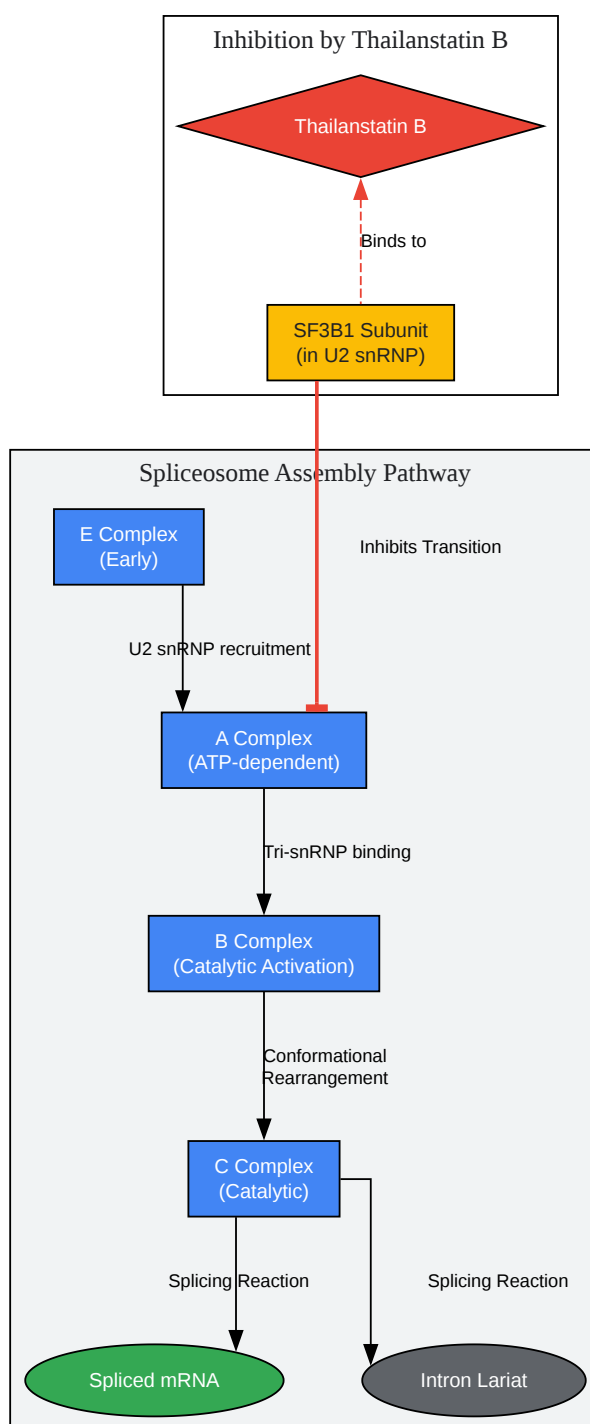 Inhibition by Thailanstatin B
Thailanstatin B
Binds to
SF3B1 Subunit
(in U2 snRNP)
Spliceosome Assembly Pathway
E Complex
(Early)
Inhibits Transition
U2 snRNP recruitment
A Complex
(ATP-dependent)
Tri-snRNP binding
B Complex
(Catalytic Activation)
Conformational
Rearrangement
C Complex
(Catalytic)
Splicing Reaction
Splicing Reaction
Spliced mRNA
Intron Lariat